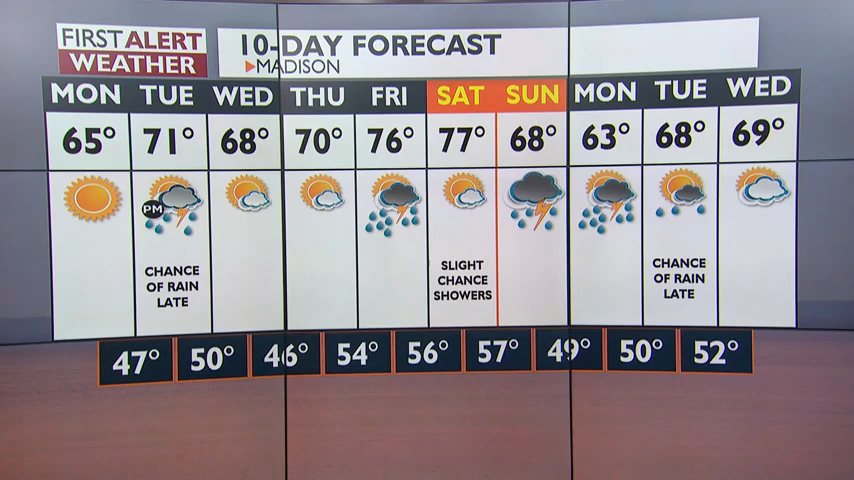 FIRST ALERT
WEATHER
10-DAY FORECAST
MADISON
MON TUE WED THU FRI SAT SUN MON TUE WED
65° 71° 68° 70° 76° 77° 68° 63° 68° 69°
PM
CHANCE
OF RAIN
LATE
SLIGHT
CHANCE
SHOWERS
CHANCE
OF RAIN
LATE
47° 50° 46° 54° 56° 57° 49° 50° 52°